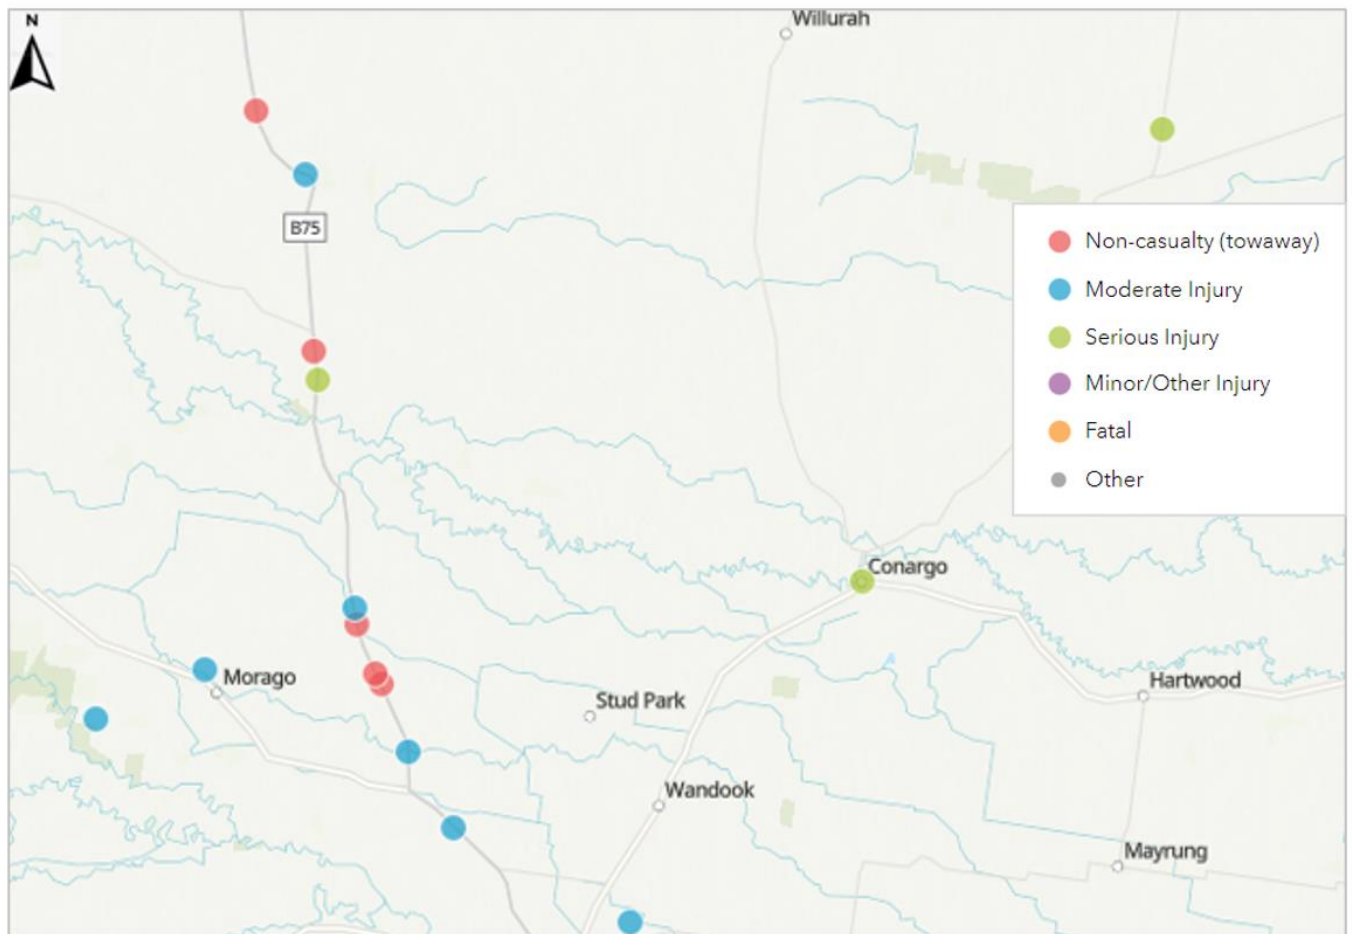 N
Willurah
B75
Non-casualty (towaway)
Moderate Injury
Serious Injury
Minor/Other Injury
Fatal
Other
Conargo
Morago
Hartwood
Stud Park
Wandook
Mayrung